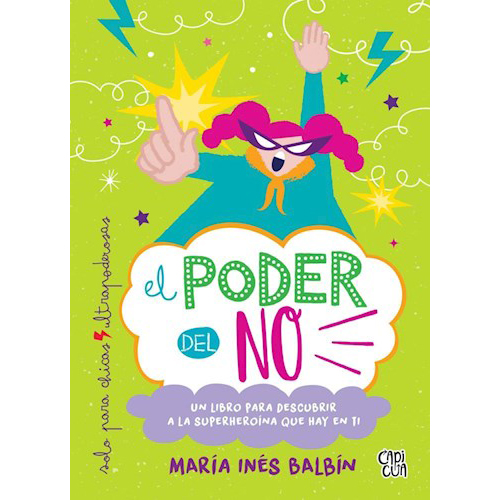 solo para chicas ultrapoderosas
el PODER
DEL NO
UN LIBRO PARA DESCUBRIR
A LA SUPERHEROÍNA QUE HAY EN TI
MARÍA INÉS BALBÍN
CAPI
CUA